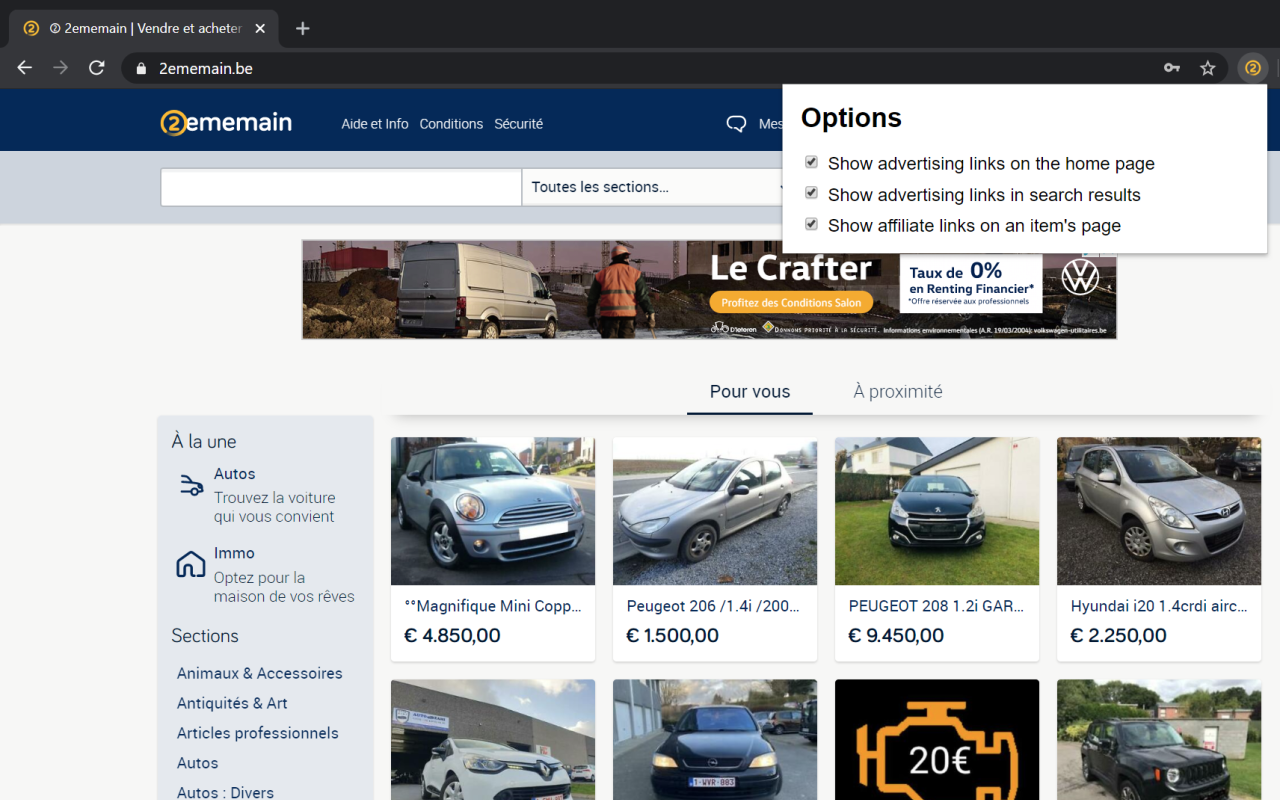 ② 2ememain | Vendre et acheter
2ememain.be
2ememain
Aide et Info
Conditions
Sécurité
Mes
Options
Show advertising links on the home page
Show advertising links in search results
Show affiliate links on an item's page
Toutes les sections...
Le Crafter
Profitez des Conditions Salon
Taux de 0%
en Renting Financier*
*Offre réservée aux professionnels
D'Ieteren
DONNONS PRIORITÉ À LA SÉCURITÉ. Informations environnementales (A.R. 19/03/2004): volkswagen-utilitaires.be
Pour vous
À proximité
À la une
Autos
Trouvez la voiture
qui vous convient
Immo
Optez pour la
maison de vos rêves
Sections
Animaux & Accessoires
Antiquités & Art
Articles professionnels
Autos
Autos : Divers
°°Magnifique Mini Copp...
€ 4.850,00
Peugeot 206 /1.4i /200...
€ 1.500,00
PEUGEOT 208 1.2i GAR...
€ 9.450,00
Hyundai i20 1.4crdi airc...
€ 2.250,00
1-WVR-883
20€